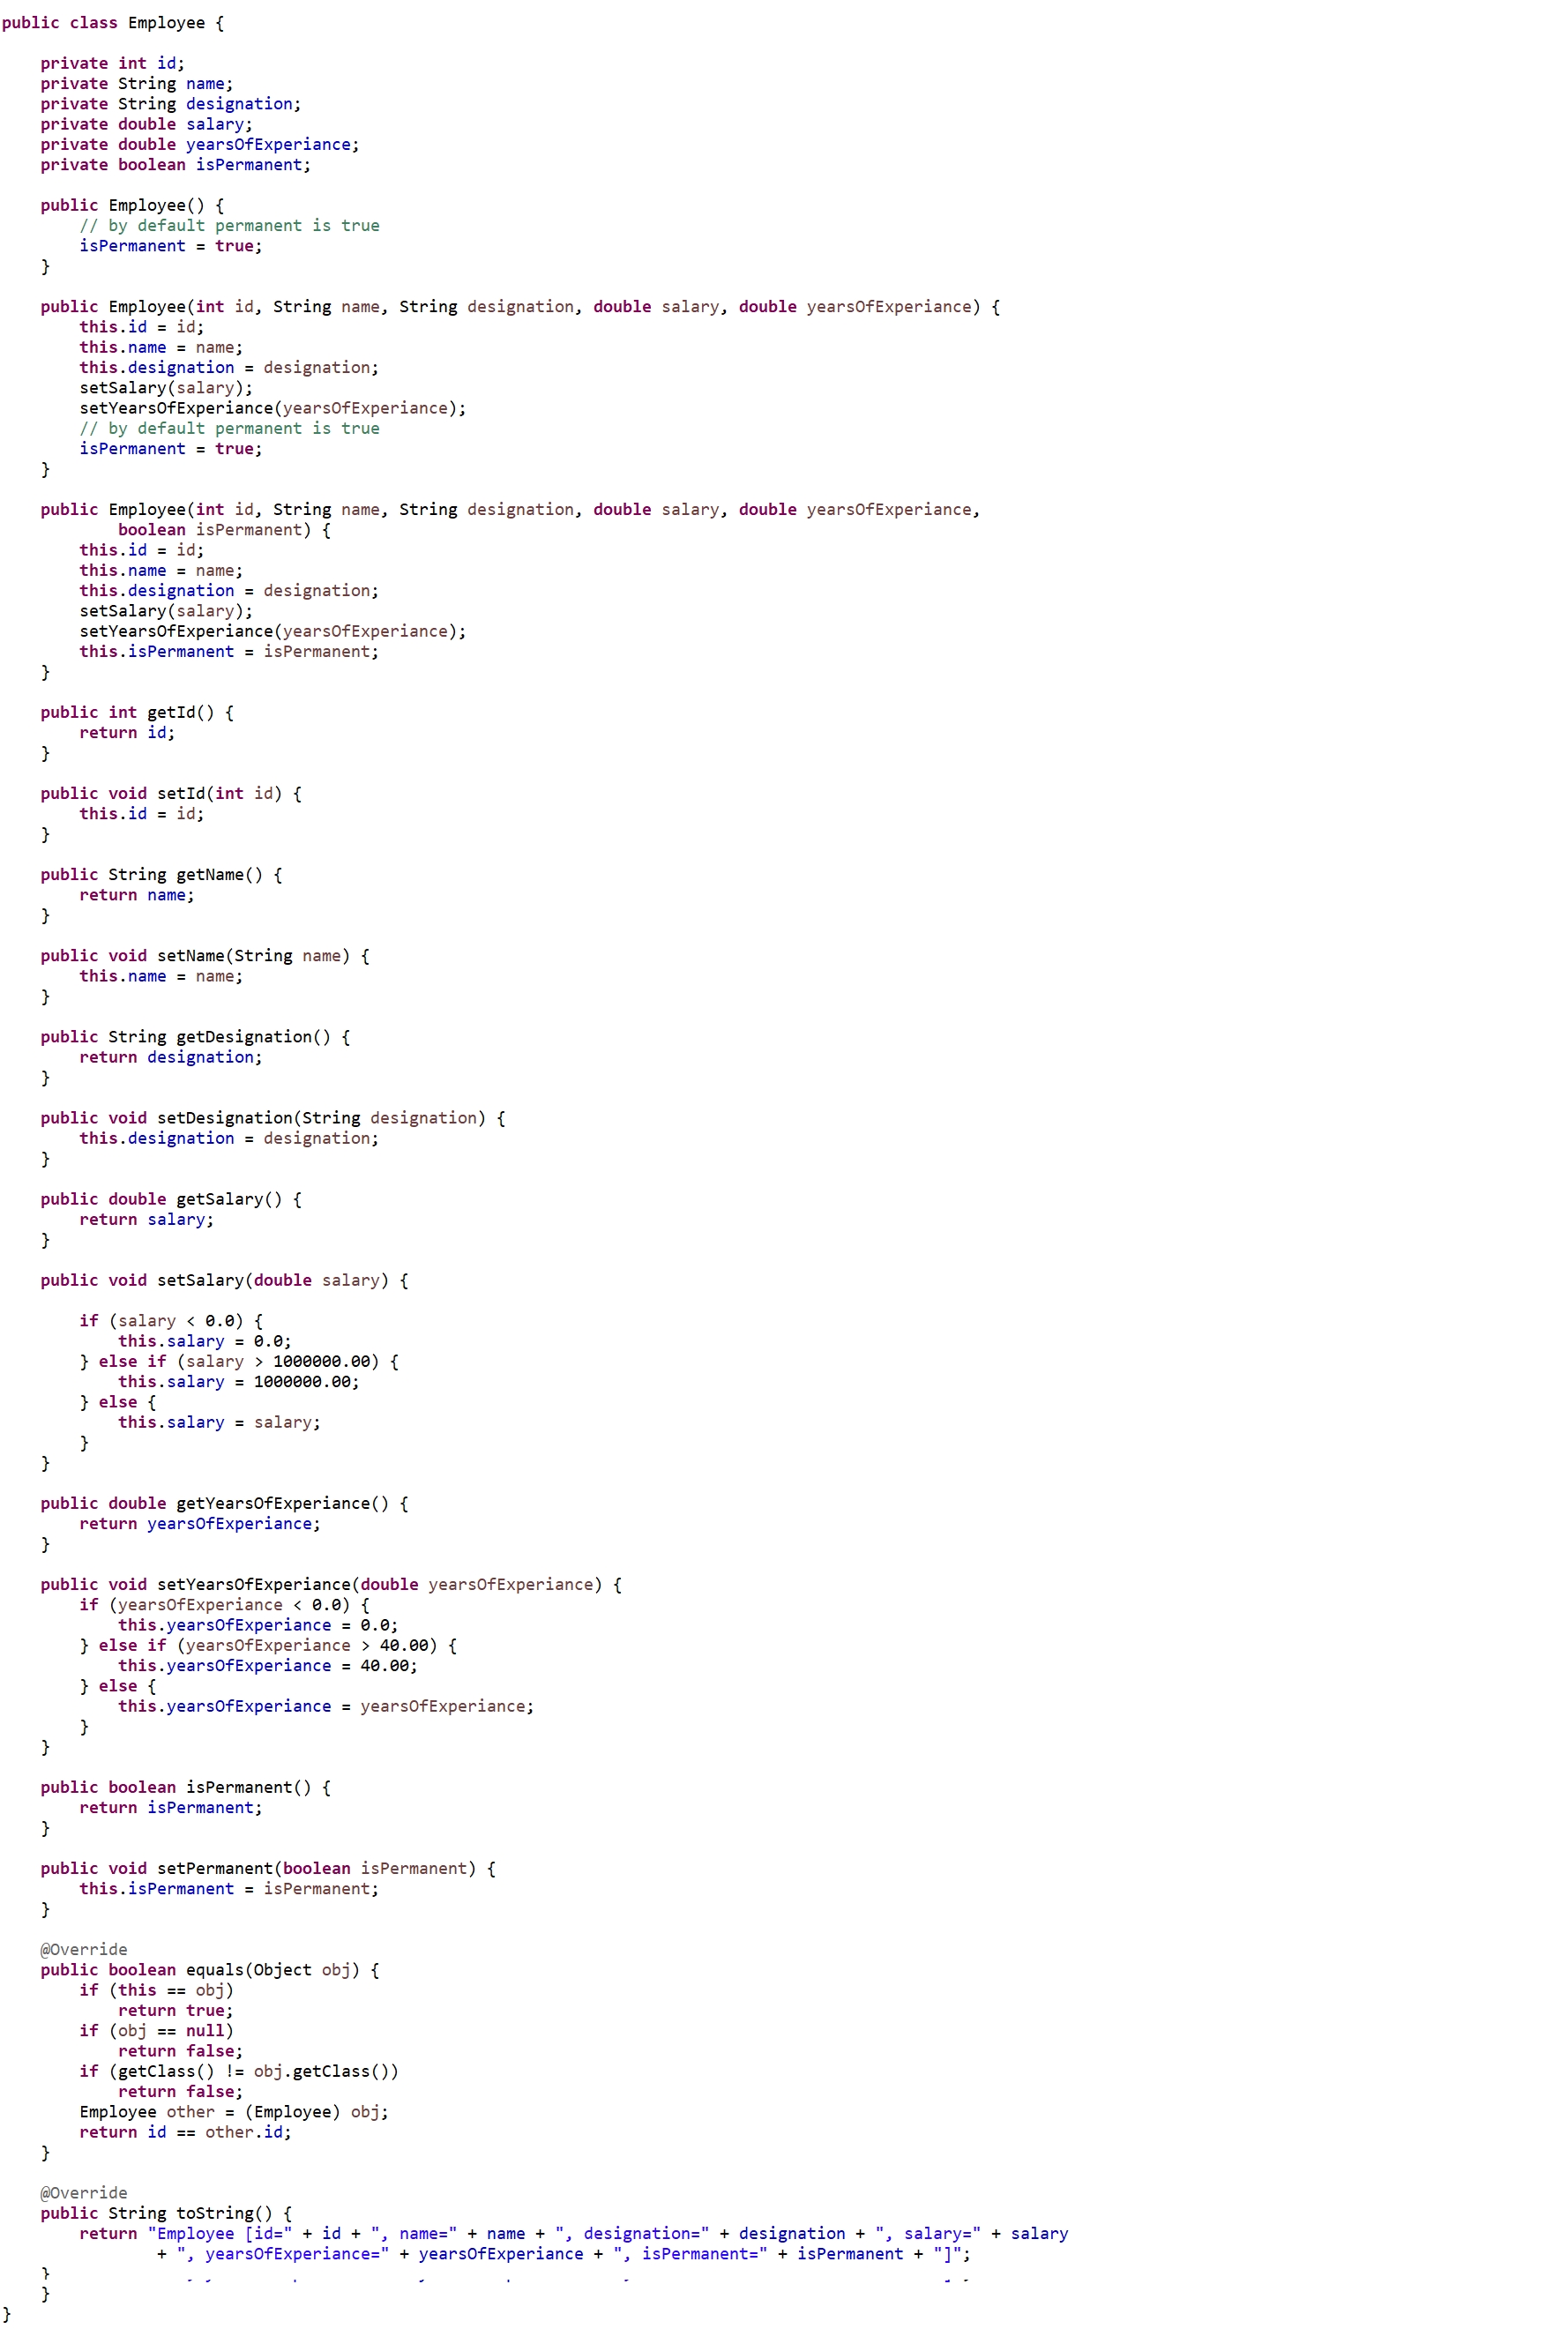 public class Employee {
private int id;
private String name;
private String designation;
private double salary;
private double yearsOfExperiance;
private boolean isPermanent;
public Employee() {
// by default permanent is true
isPermanent = true;
}
public Employee(int id, String name, String designation, double salary, double yearsOfExperiance) {
this.id = id;
this.name = name;
this.designation = designation;
setSalary(salary);
setYearsOfExperiance(yearsOfExperiance);
// by default permanent is true
isPermanent = true;
}
public Employee(int id, String name, String designation, double salary, double yearsOfExperiance,
boolean isPermanent) {
this.id = id;
this.name = name;
this.designation = designation;
setSalary(salary);
setYearsOfExperiance(yearsOfExperiance);
this.isPermanent = isPermanent;
}
public int getId() {
return id;
}
public void setId(int id) {
this.id = id;
}
public String getName() {
return name;
}
public void setName(String name) {
this.name = name;
}
public String getDesignation() {
return designation;
}
public void setDesignation(String designation) {
this.designation = designation;
}
public double getSalary() {
return salary;
}
public void setSalary(double salary) {
if (salary < 0.0) {
this.salary = 0.0;
} else if (salary > 1000000.00) {
this.salary = 1000000.00;
} else {
this.salary = salary;
}
}
public double getYearsOfExperiance() {
return yearsOfExperiance;
}
public void setYearsOfExperiance(double yearsOfExperiance) {
if (yearsOfExperiance < 0.0) {
this.yearsOfExperiance = 0.0;
} else if (yearsOfExperiance > 40.00) {
this.yearsOfExperiance = 40.00;
} else {
this.yearsOfExperiance = yearsOfExperiance;
}
}
public boolean isPermanent() {
return isPermanent;
}
public void setPermanent(boolean isPermanent) {
this.isPermanent = isPermanent;
}
@Override
public boolean equals(Object obj) {
if (this == obj)
return true;
if (obj == null)
return false;
if (getClass() != obj.getClass())
return false;
Employee other = (Employee) obj;
return id == other.id;
}
@Override
public String toString() {
return "Employee [id=" + id + ", name=" + name + ", designation=" + designation + ", salary=" + salary
+ ", yearsOfExperiance=" + yearsOfExperiance + ", isPermanent=" + isPermanent + "]";
}
}
}